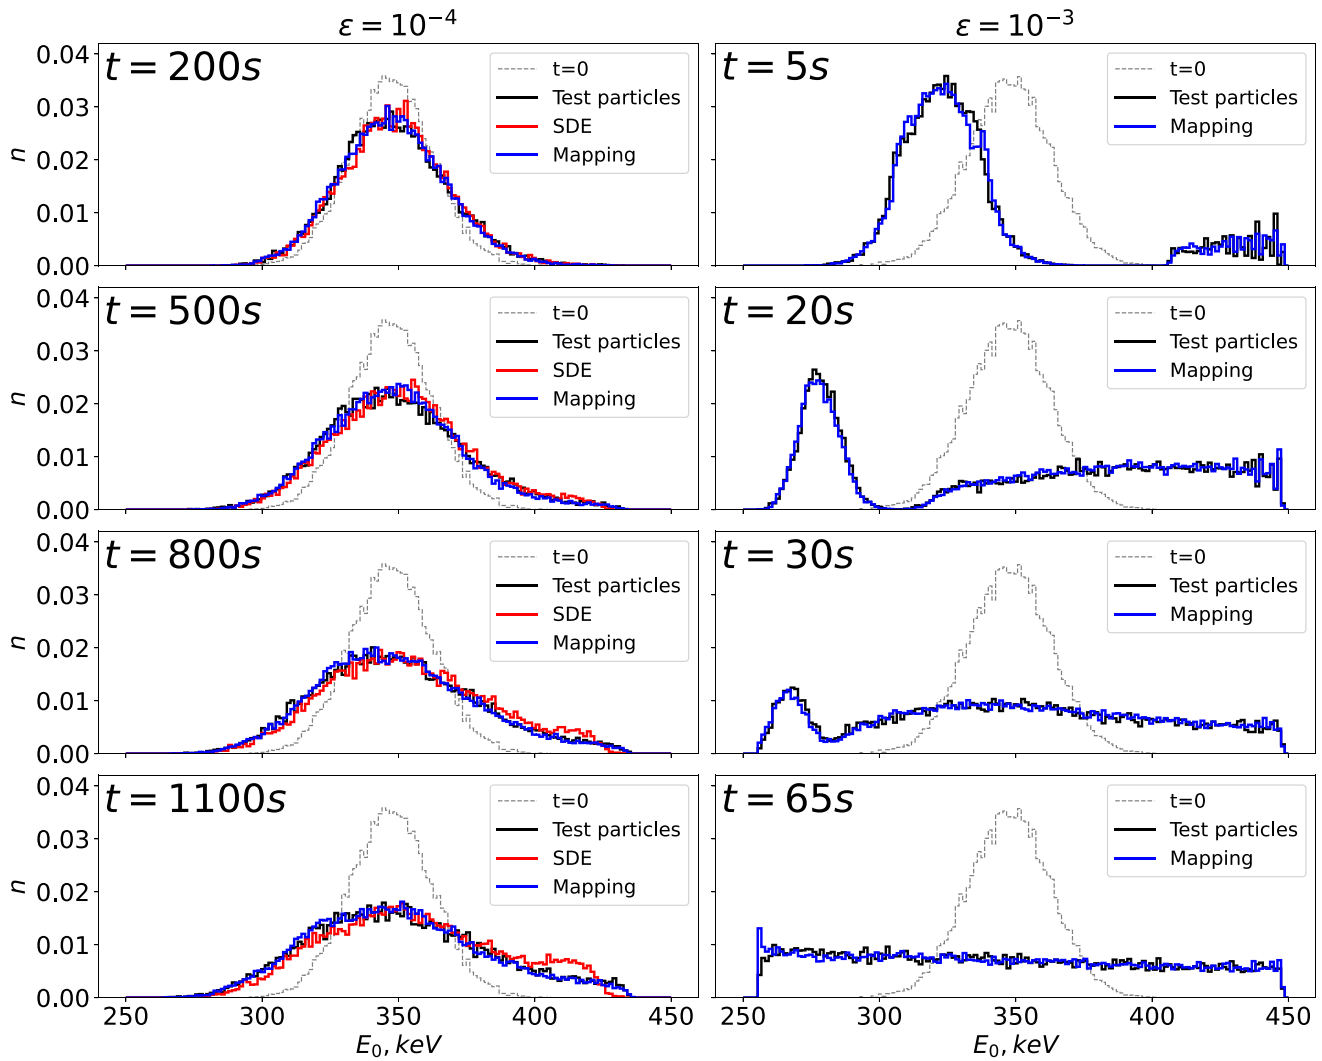 ε = 10⁻⁴
ε = 10⁻³
t = 200s
t=0
Test particles
SDE
Mapping
n
0.04
0.03
0.02
0.01
0.00
t = 5s
t=0
Test particles
Mapping
t = 500s
t=0
Test particles
SDE
Mapping
n
0.04
0.03
0.02
0.01
0.00
t = 20s
t=0
Test particles
Mapping
t = 800s
t=0
Test particles
SDE
Mapping
n
0.04
0.03
0.02
0.01
0.00
t = 30s
t=0
Test particles
Mapping
t = 1100s
t=0
Test particles
SDE
Mapping
n
0.04
0.03
0.02
0.01
0.00
t = 65s
t=0
Test particles
Mapping
250 300 350 400 450
E₀, keV
250 300 350 400 450
E₀, keV